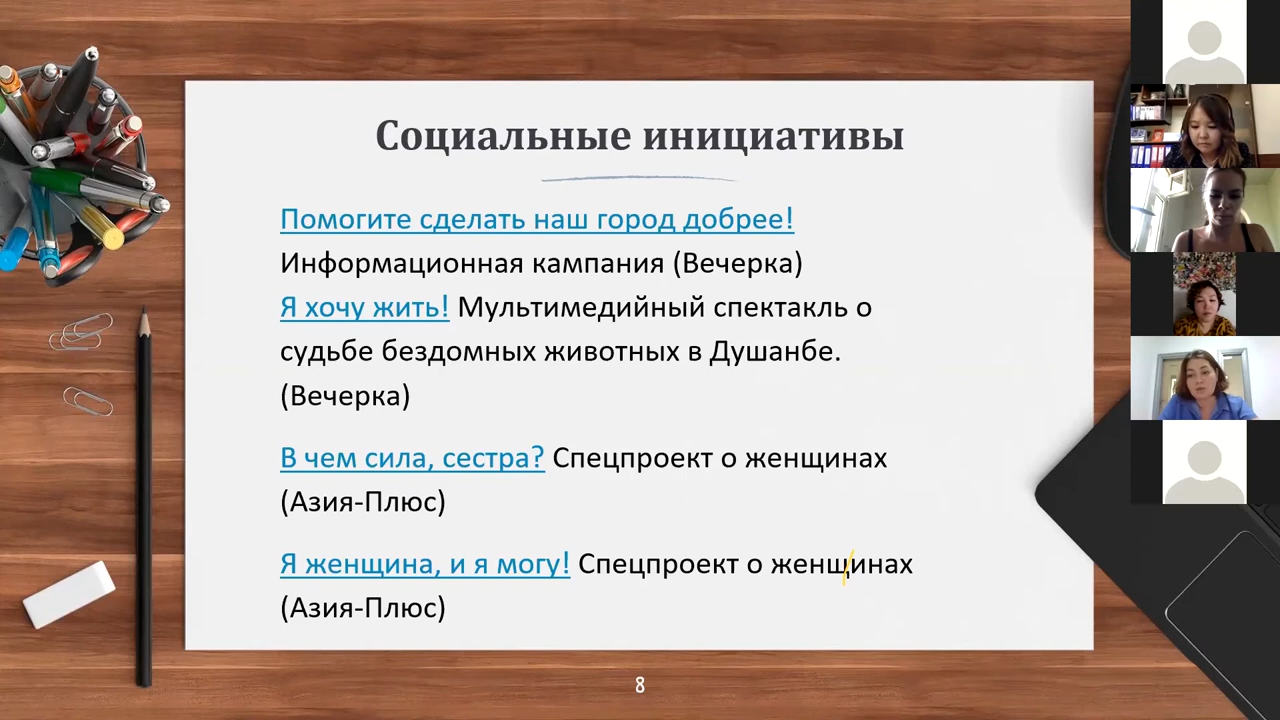 Социальные инициативы
Помогите сделать наш город добрее!
Информационная кампания (Вечерка)
Я хочу жить! Мультимедийный спектакль о
судьбе бездомных животных в Душанбе.
(Вечерка)
В чем сила, сестра? Спецпроект о женщинах
(Азия-Плюс)
Я женщина, и я могу! Спецпроект о женщинах
(Азия-Плюс)
8